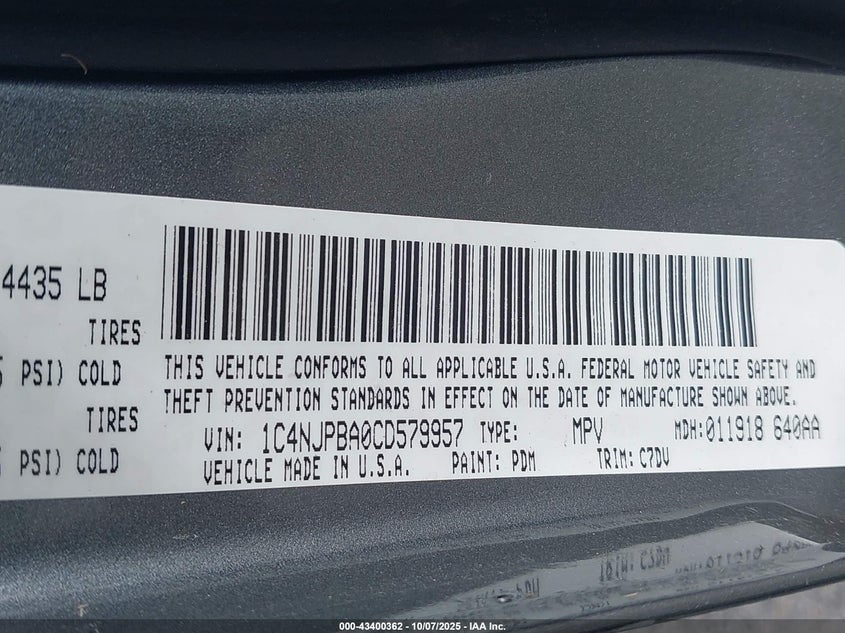 4435 LB
TIRES
PSI) COLD
TIRES
PSI) COLD
THIS VEHICLE CONFORMS TO ALL APPLICABLE U.S.A. FEDERAL MOTOR VEHICLE SAFETY AND
THEFT PREVENTION STANDARDS IN EFFECT ON THE DATE OF MANUFACTURE SHOWN ABOVE.
VIN: 1C4NJPBA0CD579957 TYPE: MPV MDH:011918 640AA
VEHICLE MADE IN U.S.A. PAINT: PDM TRIM: C7DV
000-43400362 | 10/07/2025 - IAA Inc.